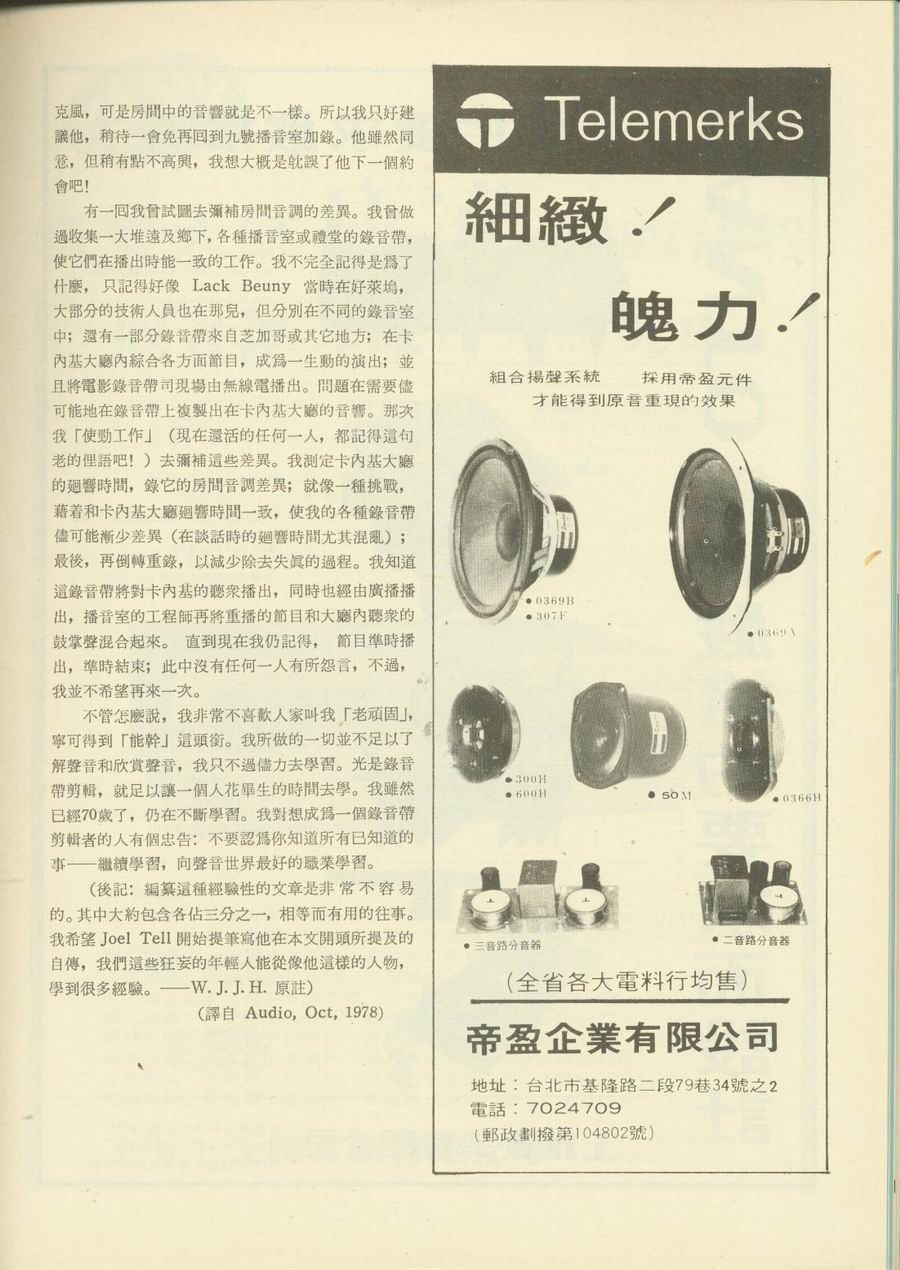 克風，可是房間中的音響就是不一樣。所以我只好建
議他，稍待一會兒再回到九號播音室加錄。他雖然同
意，但稍有點不高興，我想大概是躭誤了他下一個約
會吧！
有一回我曾試圖去彌補房間音調的差異。我曾做
過收集一大堆遠及鄉下，各種播音室或禮堂的錄音帶，
使它們在播出時能一致的工作。我不完全記得是爲了
什麽，只記得好像 Lack Beuny 當時在好萊塢，
大部分的技術人員也在那兒，但分別在不同的錄音室
中；還有一部分錄音帶來自芝加哥或其它地方；在卡
內基大廳內綜合各方面節目，成爲一生動的演出；並
且將電影錄音帶司現場由無線電播出。問題在需要儘
可能地在錄音帶上複製出在卡內基大廳的音響。那次
我「使勁工作」（現在還活的任何一人，都記得這句
老的俚語吧！）去彌補這些差異。我測定卡內基大廳
的廻響時間，錄它的房間音調差異；就像一種挑戰，
藉着和卡內基大廳廻響時間一致，使我的各種錄音帶
儘可能漸少差異（在談話時的廻響時間尤其混亂）；
最後，再倒轉重錄，以減少除去失眞的過程。我知道
這錄音帶將對卡內基的聽衆播出，同時也經由廣播播
出，播音室的工程師再將重播的節目和大廳內聽衆的
鼓掌聲混合起來。 直到現在我仍記得， 節目準時播
出，準時結束；此中沒有任何一人有所怨言，不過，
我並不希望再來一次。
不管怎麽說，我非常不喜歡人家叫我「老頑固」，
寧可得到「能幹」這頭銜。我所做的一切並不足以了
解聲音和欣賞聲音，我只不過儘力去學習。光是錄音
帶剪輯，就足以讓一個人花畢生的時間去學。我雖然
已經70歲了，仍在不斷學習。我對想成爲一個錄音帶
剪輯者的人有個忠告：不要認爲你知道所有已知道的
事——繼續學習，向聲音世界最好的職業學習。
（後記：編纂這種經驗性的文章是非常不容易
的。其中大約包含各佔三分之一，相等而有用的往事。
我希望 Joel Tell 開始提筆寫他在本文開頭所提及的
自傳，我們這些狂妄的年輕人能從像他這樣的人物，
學到很多經驗。——W. J. J. H. 原註）
（譯自 Audio, Oct, 1978）
Telemerks
細緻！
魄力！
組合揚聲系統 採用帝盈元件
才能得到原音重現的效果
●0369B
●307F
●0369A
●300H
●600H
●50M
●0366H
●三音路分音器
●二音路分音器
（全省各大電料行均售）
帝盈企業有限公司
地址：台北市基隆路二段79巷34號之2
電話：7024709
（郵政劃撥第104802號）